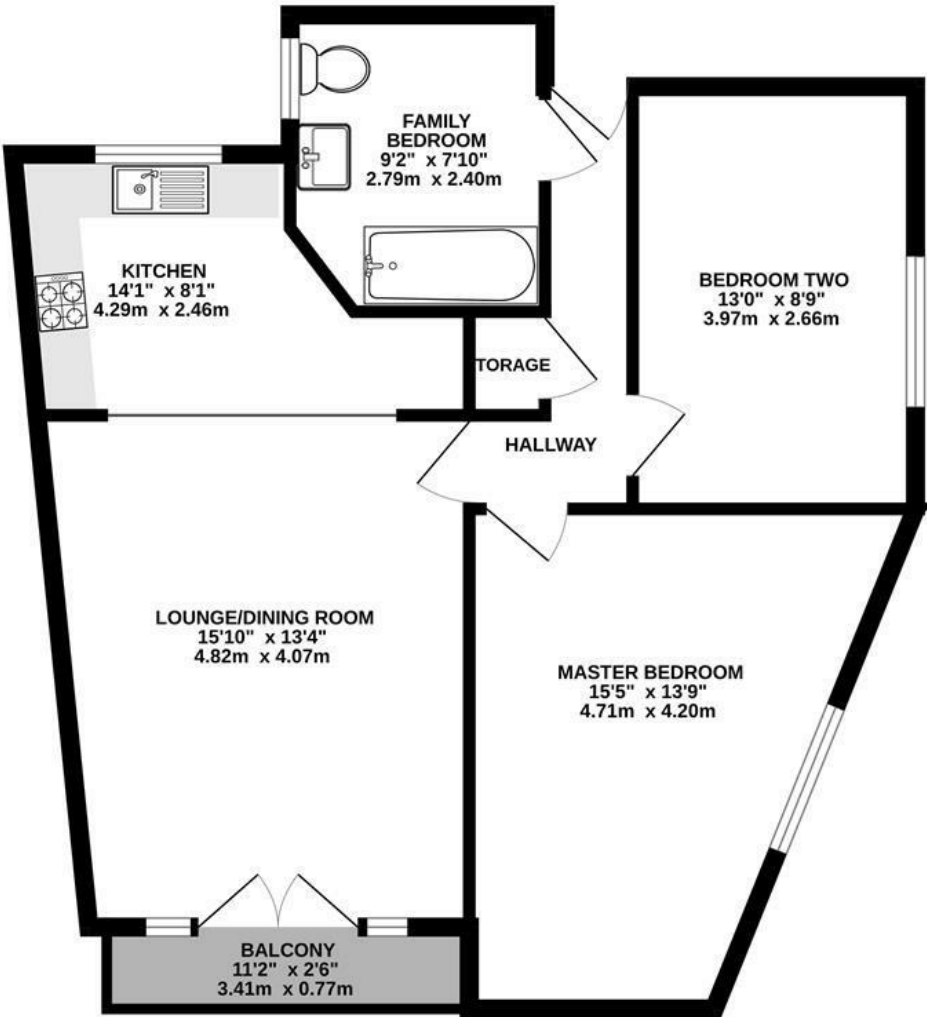 FAMILY
BEDROOM
9'2" x 7'10"
2.79m x 2.40m
KITCHEN
14'1" x 8'1"
4.29m x 2.46m
BEDROOM TWO
13'0" x 8'9"
3.97m x 2.66m
TORAGE
HALLWAY
LOUNGE/DINING ROOM
15'10" x 13'4"
4.82m x 4.07m
MASTER BEDROOM
15'5" x 13'9"
4.71m x 4.20m
BALCONY
11'2" x 2'6"
3.41m x 0.77m